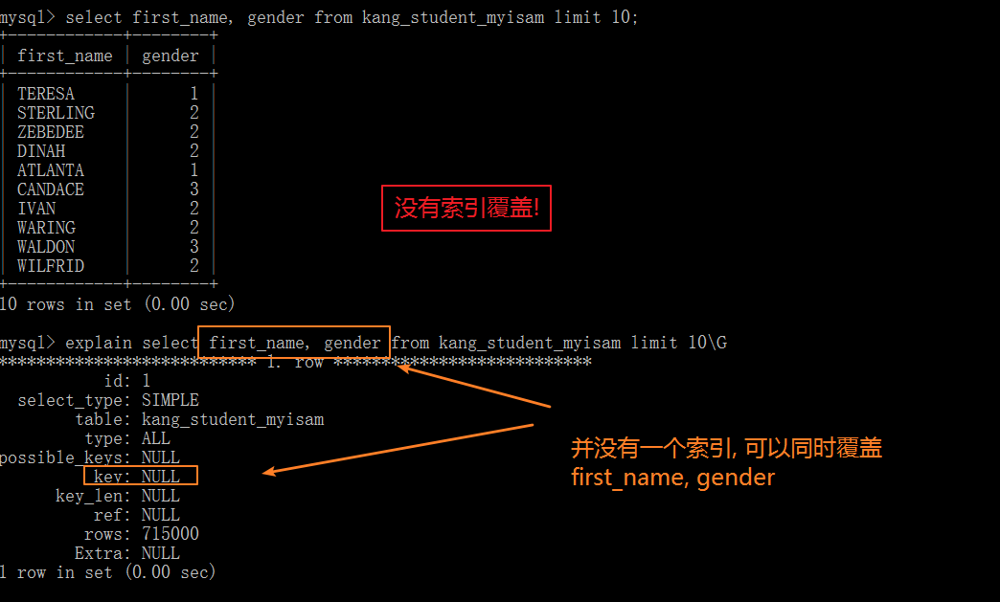 mysql> select first_name, gender from kang_student_myisam limit 10;
+------------+--------+
| first_name | gender |
+------------+--------+
| TERESA | 1 |
| STERLING | 2 |
| ZEBEDEE | 2 |
| DINAH | 2 |
| ATLANTA | 1 |
| CANDACE | 3 |
| IVAN | 2 |
| WARING | 2 |
| WALDON | 3 |
| WILFRID | 2 |
+------------+--------+
没有索引覆盖!
10 rows in set (0.00 sec)
mysql> explain select first_name, gender from kang_student_myisam limit 10\G
*************************** 1. row ***************************
id: 1
select_type: SIMPLE
table: kang_student_myisam
type: ALL
possible_keys: NULL
key: NULL
key_len: NULL
ref: NULL
rows: 715000
Extra: NULL
1 row in set (0.00 sec)
并没有一个索引, 可以同时覆盖
first_name, gender